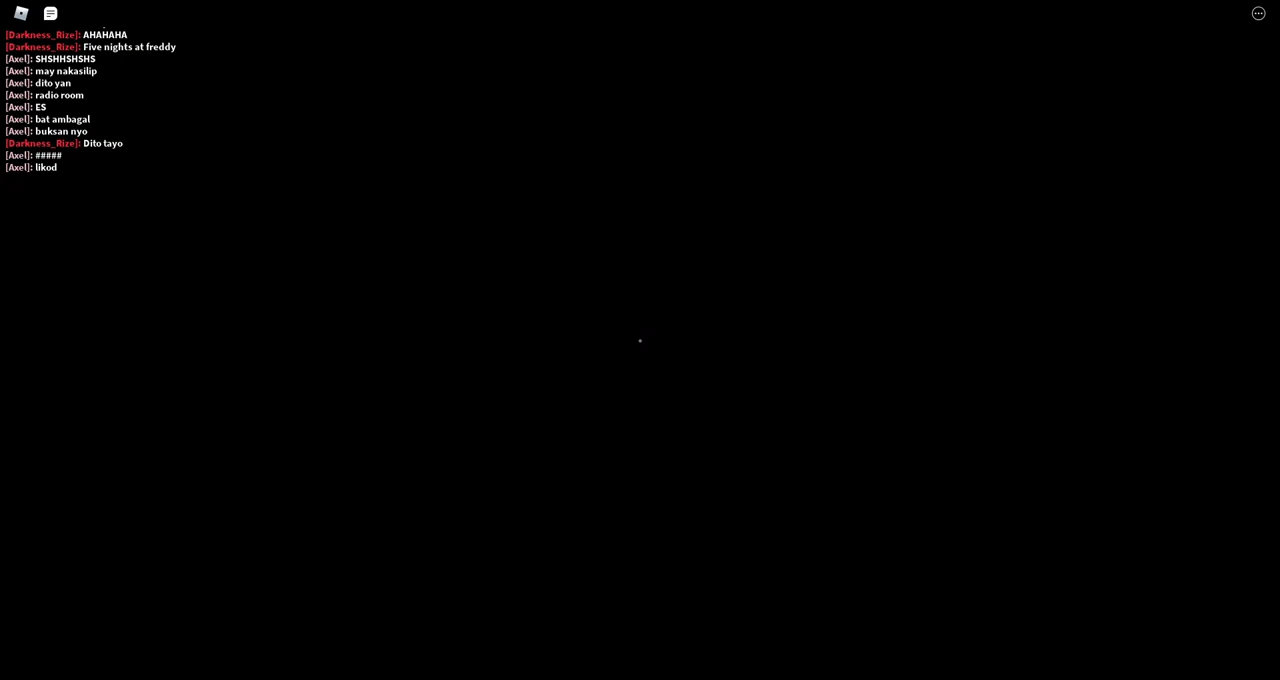 [Darkness_Rize]: AHAHAHA
[Darkness_Rize]: Five nights at freddy
[Axel]: SHSHHSHSHS
[Axel]: may nakasilip
[Axel]: dito yan
[Axel]: radio room
[Axel]: ES
[Axel]: bat ambagal
[Axel]: buksan nyo
[Darkness_Rize]: Dito tayo
[Axel]: #####
[Axel]: likod